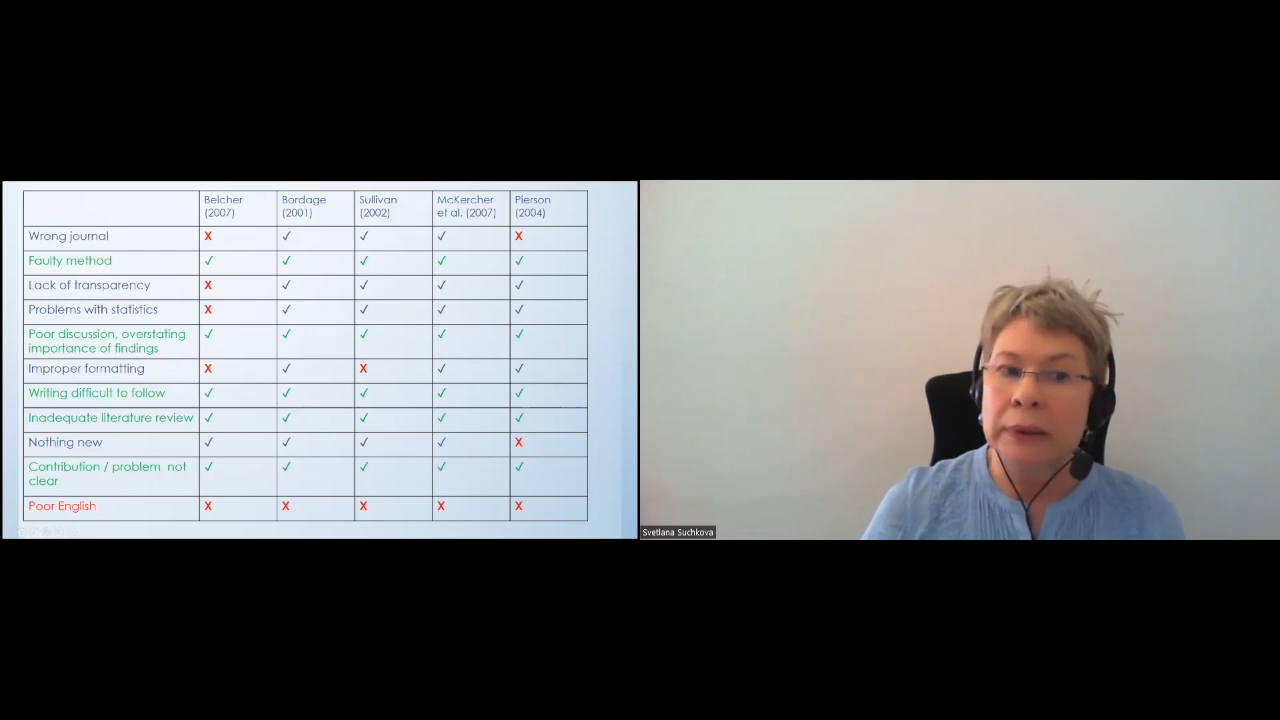 Belcher Bordage Sullivan McKercher Pierson
(2007) (2001) (2002) et al. (2007) (2004)
Wrong journal X ✓ ✓ ✓ X
Faulty method ✓ ✓ ✓ ✓ ✓
Lack of transparency X ✓ ✓ ✓ ✓
Problems with statistics X ✓ ✓ ✓ ✓
Poor discussion, overstating ✓ ✓ ✓ ✓ ✓
importance of findings
Improper formatting X ✓ X ✓ ✓
Writing difficult to follow ✓ ✓ ✓ ✓ ✓
Inadequate literature review ✓ ✓ ✓ ✓ ✓
Nothing new ✓ ✓ ✓ ✓ X
Contribution / problem not ✓ ✓ ✓ ✓ ✓
clear
Poor English X X X X X
Svetlana Suchkova